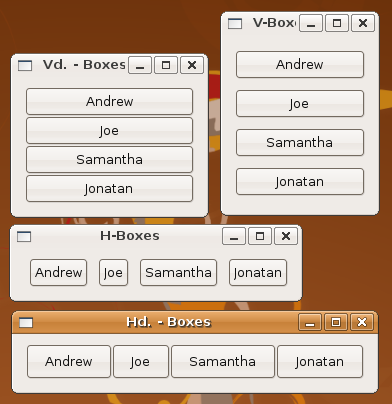 Vd. - Boxes
Andrew
Joe
Samantha
Jonatan
V-Box
Andrew
Joe
Samantha
Jonatan
H-Boxes
Andrew Joe Samantha Jonatan
Hd. - Boxes
Andrew Joe Samantha Jonatan